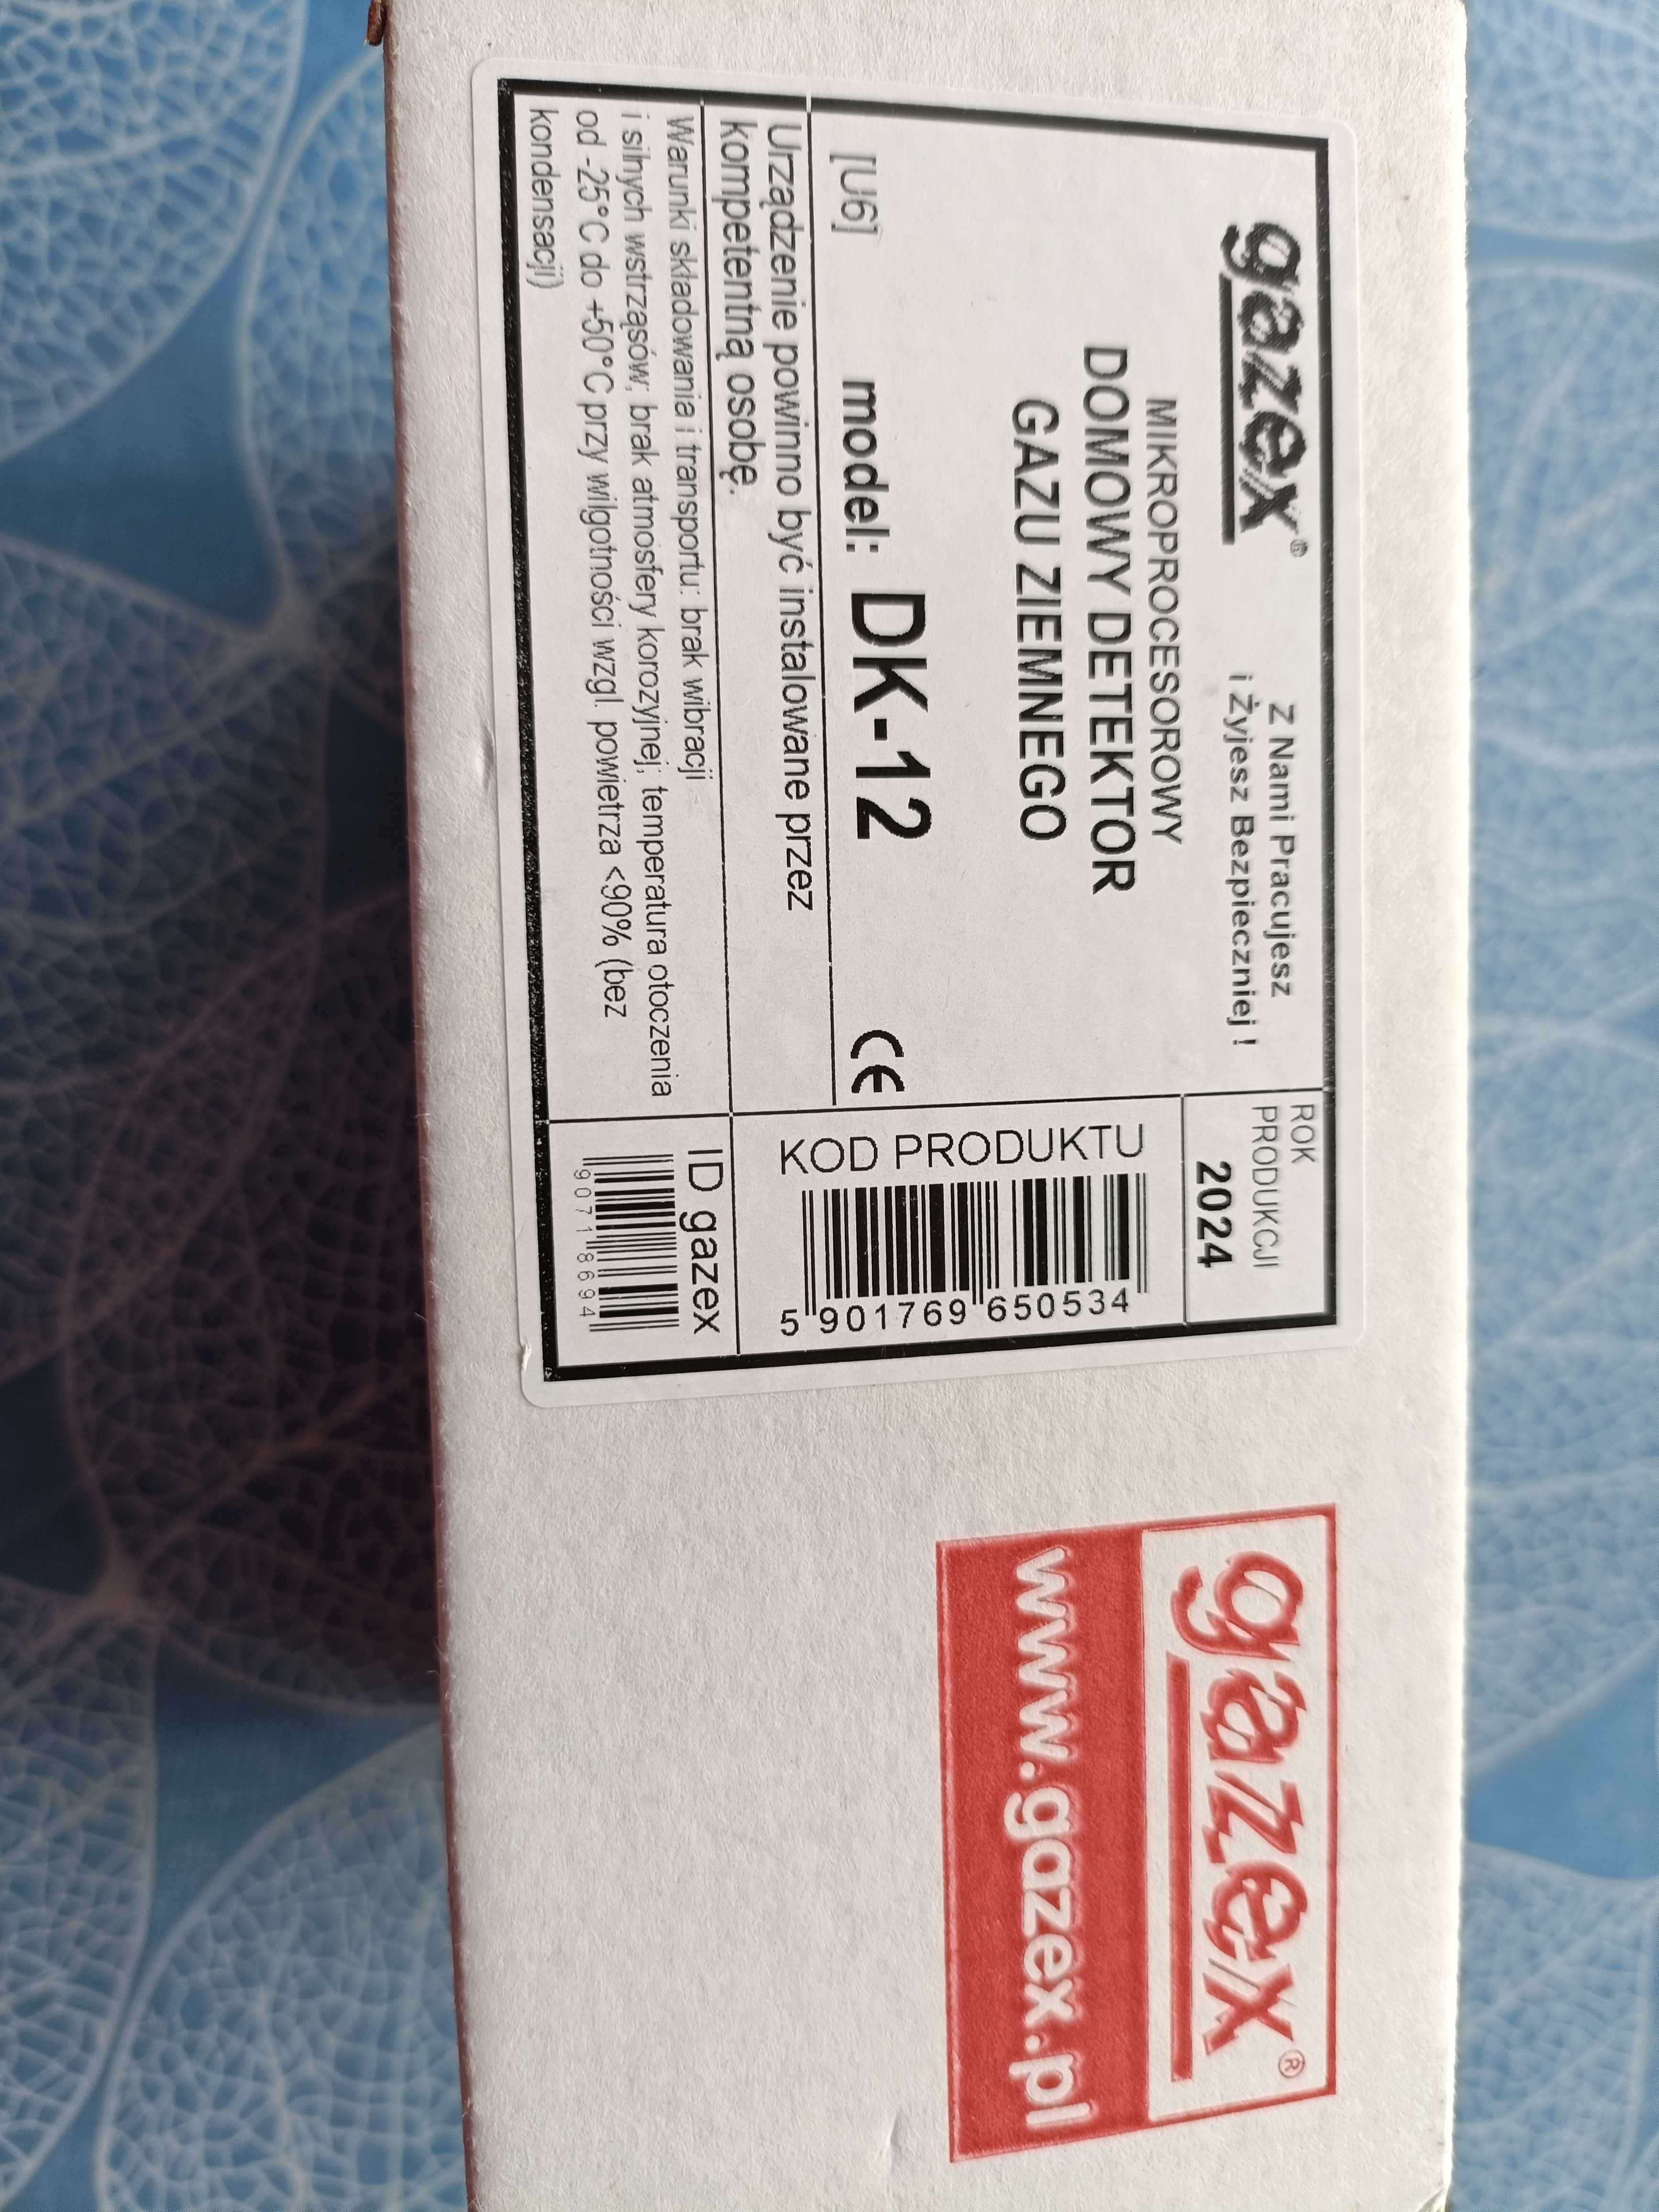 gazex®
Z Nami Pracujesz
i Żyjesz Bezpieczniej !
ROK
PRODUKCJI
2024
MIKROPROCESOROWY
DOMOWY DETEKTOR
GAZU ZIEMNEGO
[U6] model: DK-12 CE
KOD PRODUKTU
5 901769 650534
Urządzenie powinno być instalowane przez
kompetentną osobę.
Warunki składowania i transportu: brak wibracji
i silnych wstrząsów; brak atmosfery korozyjnej; temperatura otoczenia
od -25°C do +50°C przy wilgotności wzgl. powietrza <90% (bez
kondensacji)
ID gazex
90718694
gazex®
www.gazex.pl